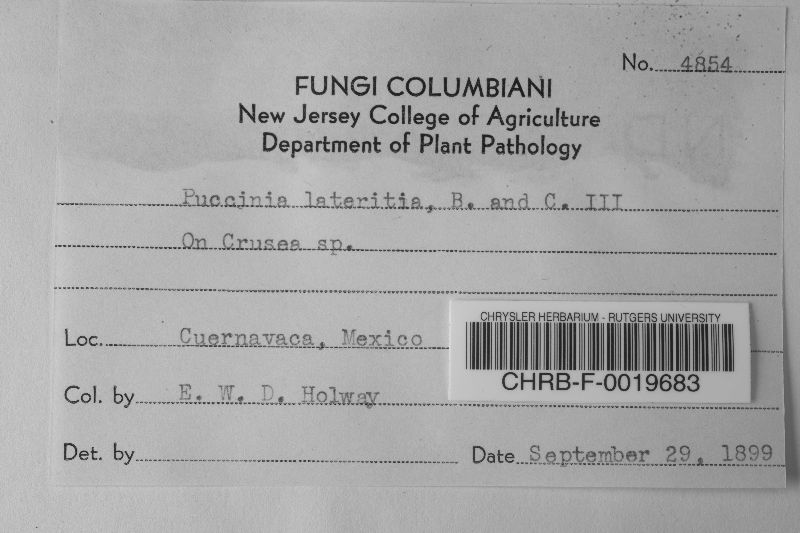 No. 4854
FUNGI COLUMBIANI
New Jersey College of Agriculture
Department of Plant Pathology
Puccinia lateritia, B. and C. III
On Crusea sp.
Loc. Cuernavaca, Mexico
CHRYSLER HERBARIUM - RUTGERS UNIVERSITY
CHRB-F-0019683
Col. by E. W. D. Holway
Det. by
Date September 29, 1899